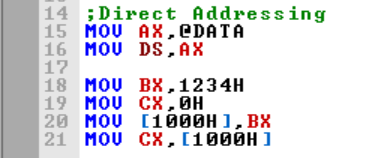 14 ;Direct Addressing
15 MOV AX,@DATA
16 MOV DS,AX
17
18 MOV BX,1234H
19 MOV CX,0H
20 MOV [1000H],BX
21 MOV CX,[1000H]